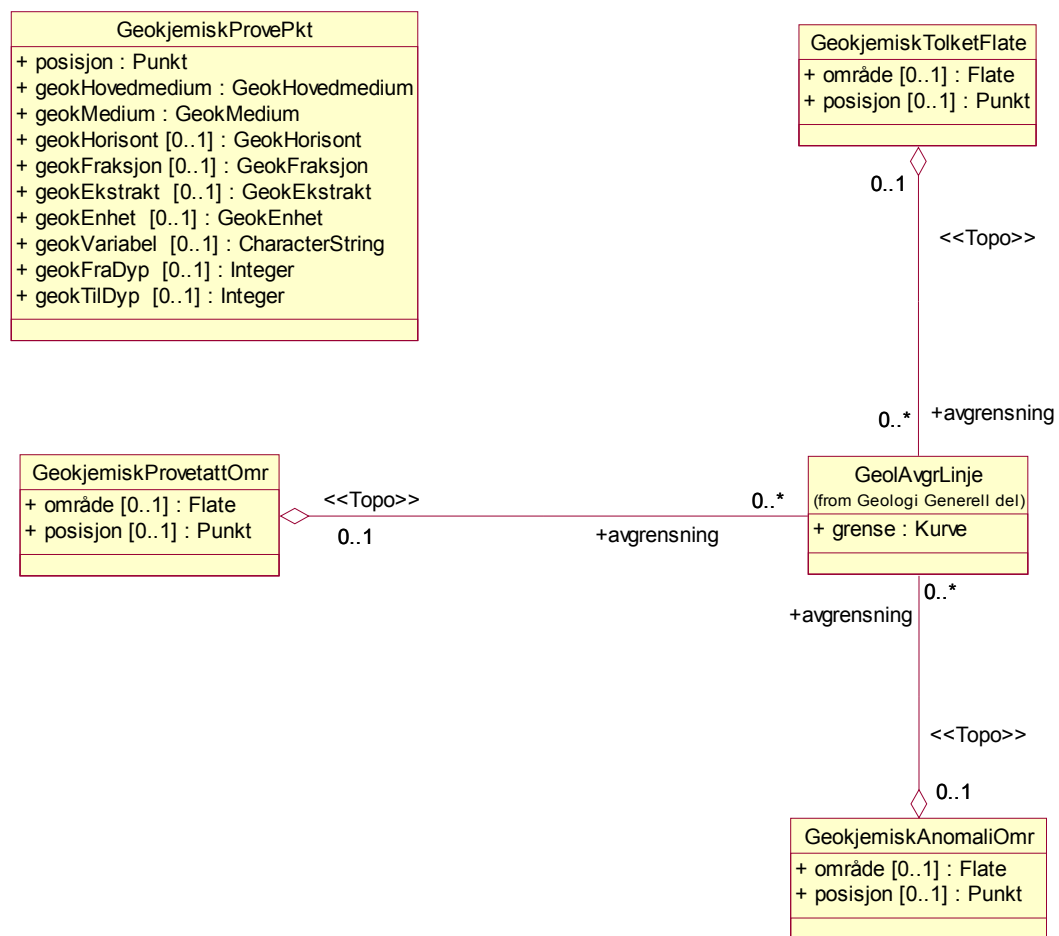 GeokjemiskProvePkt
+ posisjon : Punkt
+ geokHovedmedium : GeokHovedmedium
+ geokMedium : GeokMedium
+ geokHorisont [0..1] : GeokHorisont
+ geokFraksjon [0..1] : GeokFraksjon
+ geokEkstrakt [0..1] : GeokEkstrakt
+ geokEnhet [0..1] : GeokEnhet
+ geokVariabel [0..1] : CharacterString
+ geokFraDyp [0..1] : Integer
+ geokTilDyp [0..1] : Integer
GeokjemiskTolketFlate
+ område [0..1] : Flate
+ posisjon [0..1] : Punkt
0..1
<<Topo>>
0..*
+avgrensning
GeokjemiskProvetattOmr
+ område [0..1] : Flate
+ posisjon [0..1] : Punkt
<<Topo>>
0..1
0..*
+avgrensning
GeolAvgrLinje
(from Geologi Generell del)
+ grense : Kurve
0..*
+avgrensning
<<Topo>>
0..1
GeokjemiskAnomaliOmr
+ område [0..1] : Flate
+ posisjon [0..1] : Punkt